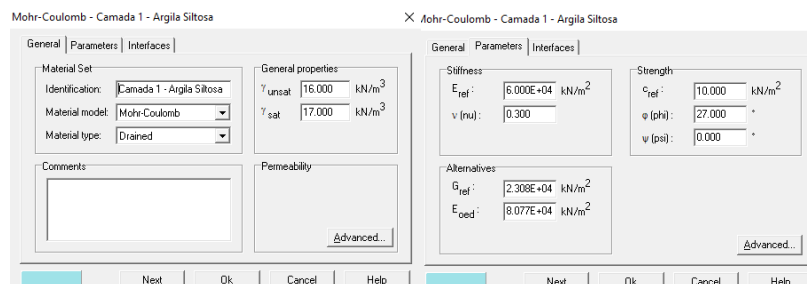 Mohr-Coulomb - Camada 1 - Argila Siltosa
General Parameters Interfaces
Material Set
Identification: Camada 1 - Argila Siltosa
Material model: Mohr-Coulomb
Material type: Drained
General properties
γunsat 16.000 kN/m3
γsat 17.000 kN/m3
Comments
Permeability
Advanced...
Next Ok Cancel Help
Mohr-Coulomb - Camada 1 - Argila Siltosa
General Parameters Interfaces
Stiffness
Eref : 6.000E+04 kN/m2
ν (nu) : 0.300
Strength
cref : 10.000 kN/m2
φ (phi) : 27.000 °
ψ (psi) : 0.000 °
Alternatives
Gref : 2.308E+04 kN/m2
Eoed : 8.077E+04 kN/m2
Advanced...
Next Ok Cancel Help